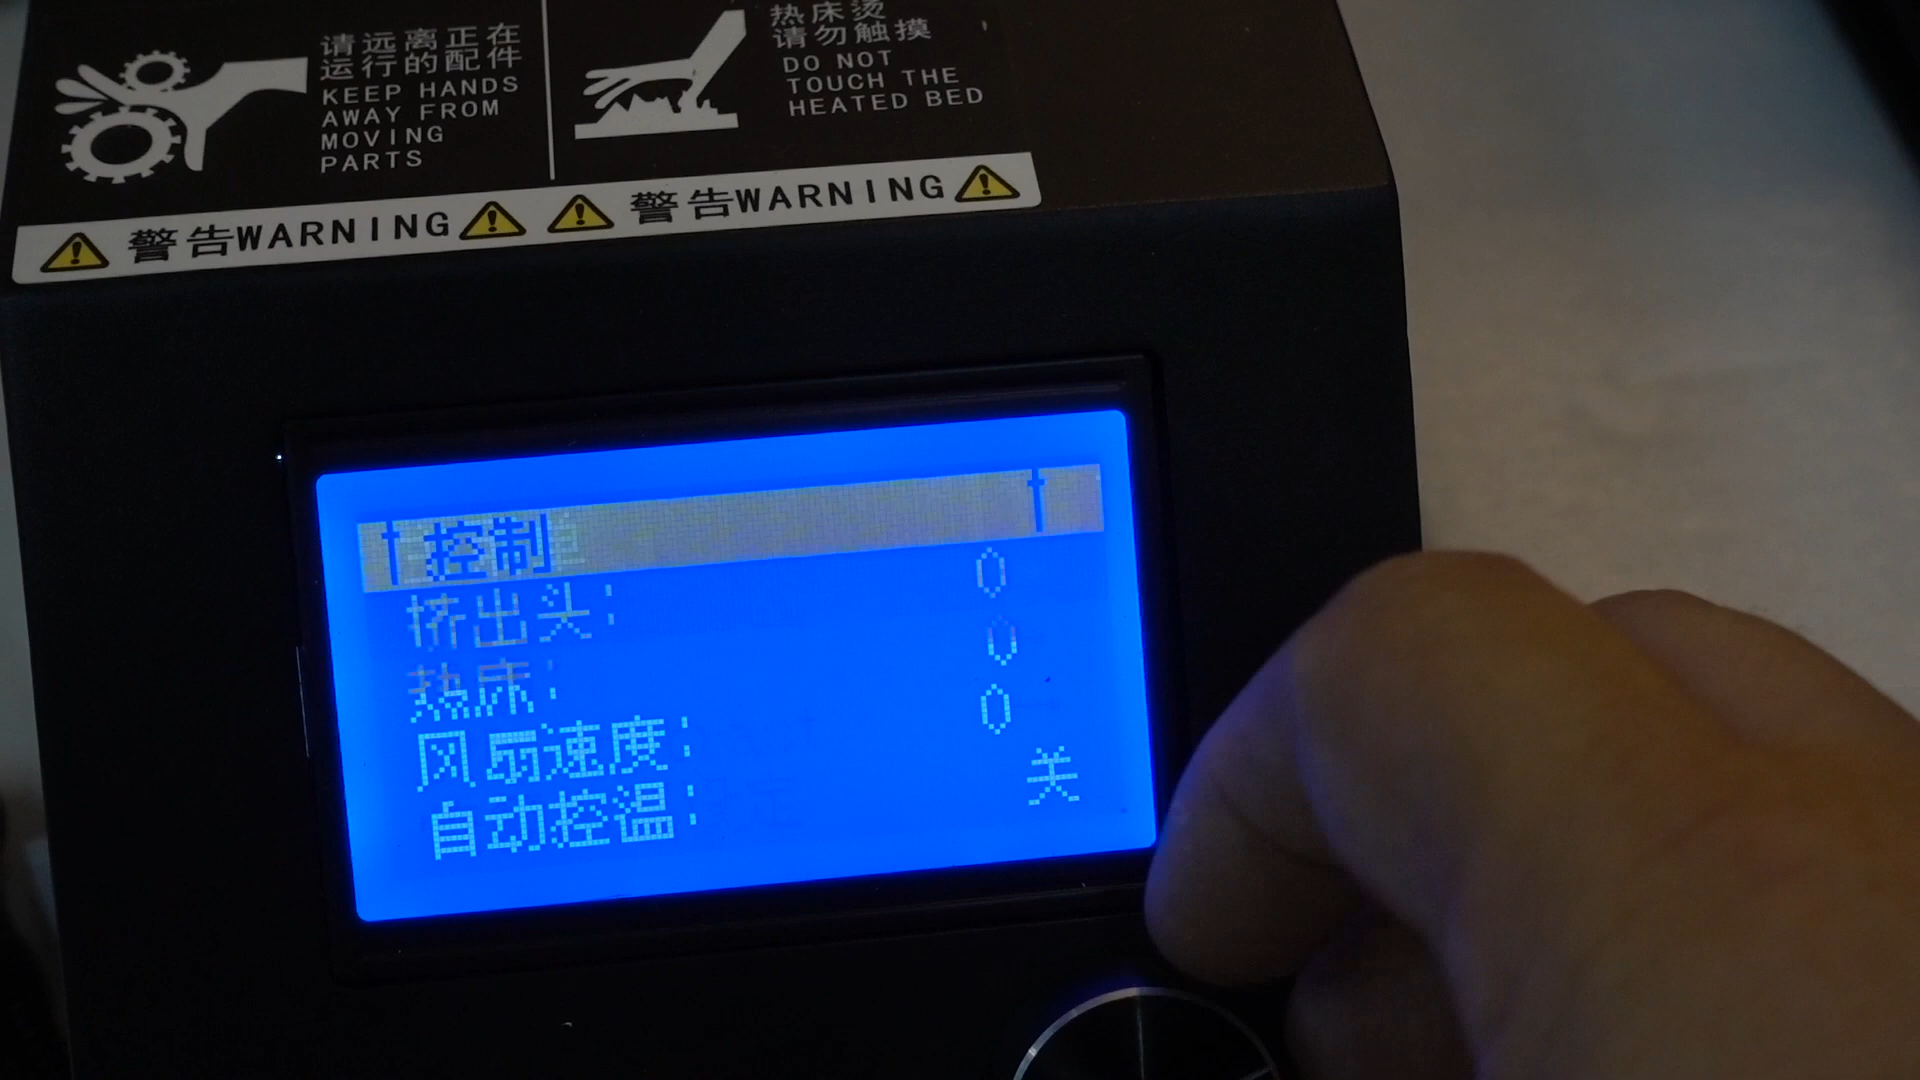 请远离正在
运行的配件
KEEP HANDS
AWAY FROM
MOVING
PARTS
热床烫
请勿触摸
DO NOT
TOUCH THE
HEATED BED
警告WARNING
警告WARNING
↑控制 ↑
挤出头: 0
热床: 0
风扇速度: 0
自动控温: 关